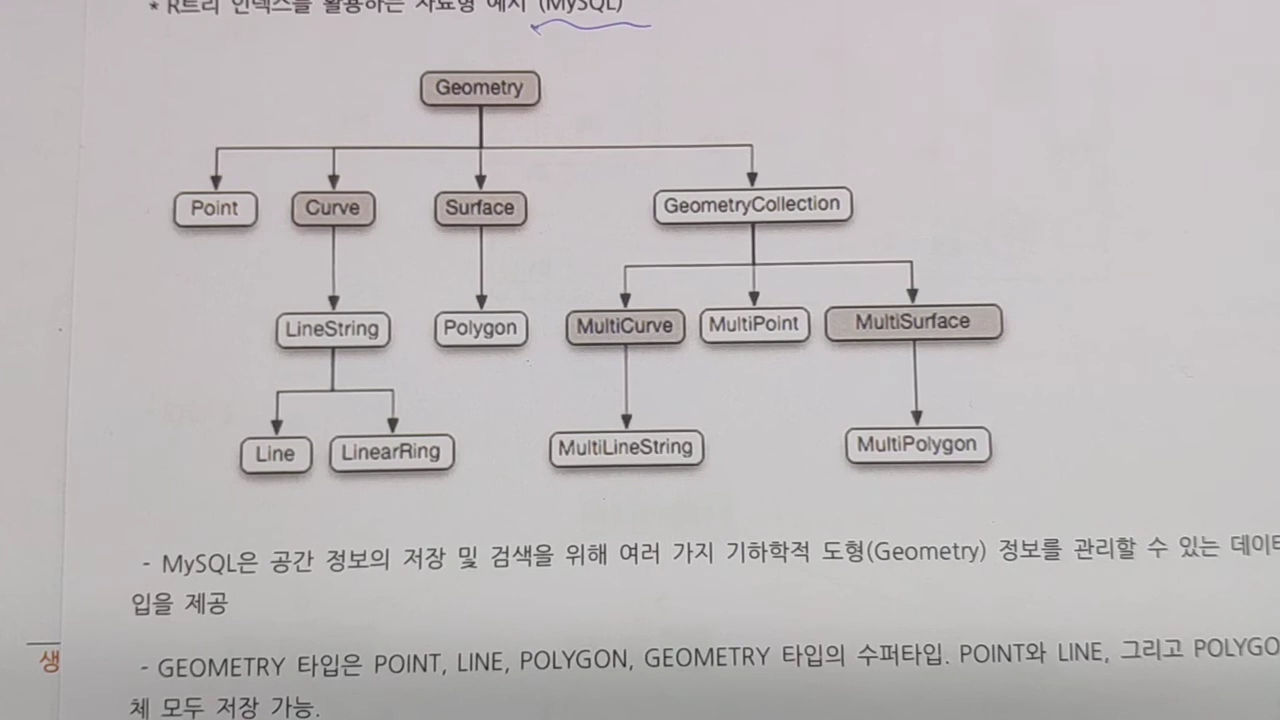 * R트리 인덱스를 활용하는 자료형 예시 (MySQL)
Geometry
Point Curve Surface GeometryCollection
LineString Polygon MultiCurve MultiPoint MultiSurface
Line LinearRing MultiLineString MultiPolygon
- MySQL은 공간 정보의 저장 및 검색을 위해 여러 가지 기하학적 도형(Geometry) 정보를 관리할 수 있는
입을 제공
- GEOMETRY 타입은 POINT, LINE, POLYGON, GEOMETRY 타입의 수퍼타입. POINT와 LINE, 그리고 POLYGO
체 모두 저장 가능.
생